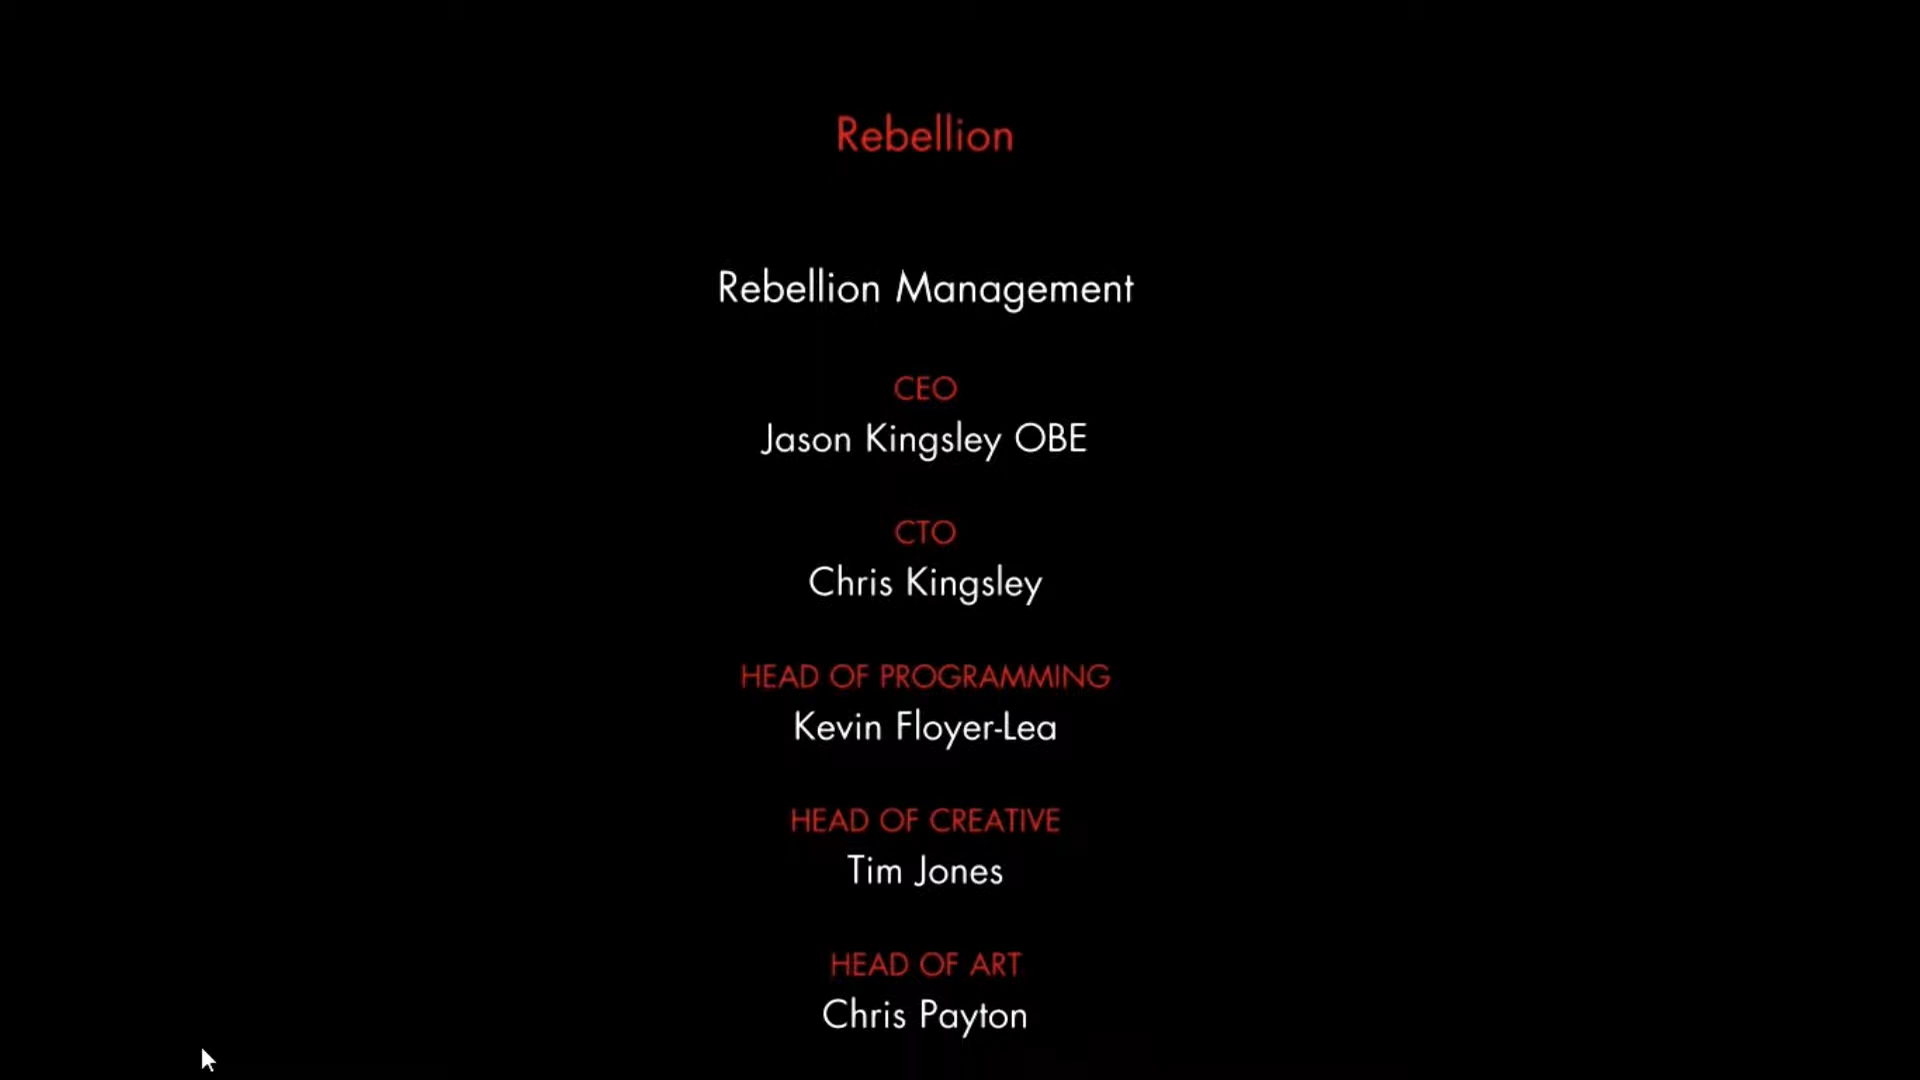 Rebellion
Rebellion Management
CEO
Jason Kingsley OBE
CTO
Chris Kingsley
HEAD OF PROGRAMMING
Kevin Floyer-Lea
HEAD OF CREATIVE
Tim Jones
HEAD OF ART
Chris Payton